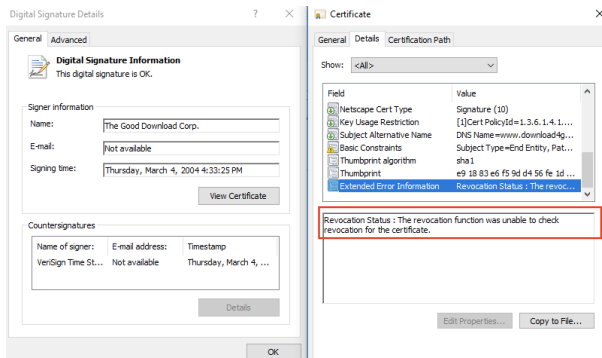 Digital Signature Details
General Advanced
Digital Signature Information
This digital signature is OK.
Signer information
Name: The Good Download Corp.
E-mail: Not available
Signing time: Thursday, March 4, 2004 4:33:25 PM
View Certificate
Countersignatures
Name of signer: E-mail address: Timestamp
VeriSign Time St... Not available Thursday, March 4, ...
Details
OK
Certificate
General Details Certification Path
Show: <All>
Field Value
Netscape Cert Type Signature (10)
Key Usage Restriction [1]Cert PolicyId=1.3.6.1.4.1....
Subject Alternative Name DNS Name=www.download4g...
Basic Constraints Subject Type=End Entity, Pat...
Thumbprint algorithm sha1
Thumbprint e9 18 83 e6 f5 9d d4 56 fe 1d ...
Extended Error Information Revocation Status : The revoc...
Revocation Status : The revocation function was unable to check
revocation for the certificate.
Edit Properties... Copy to File...